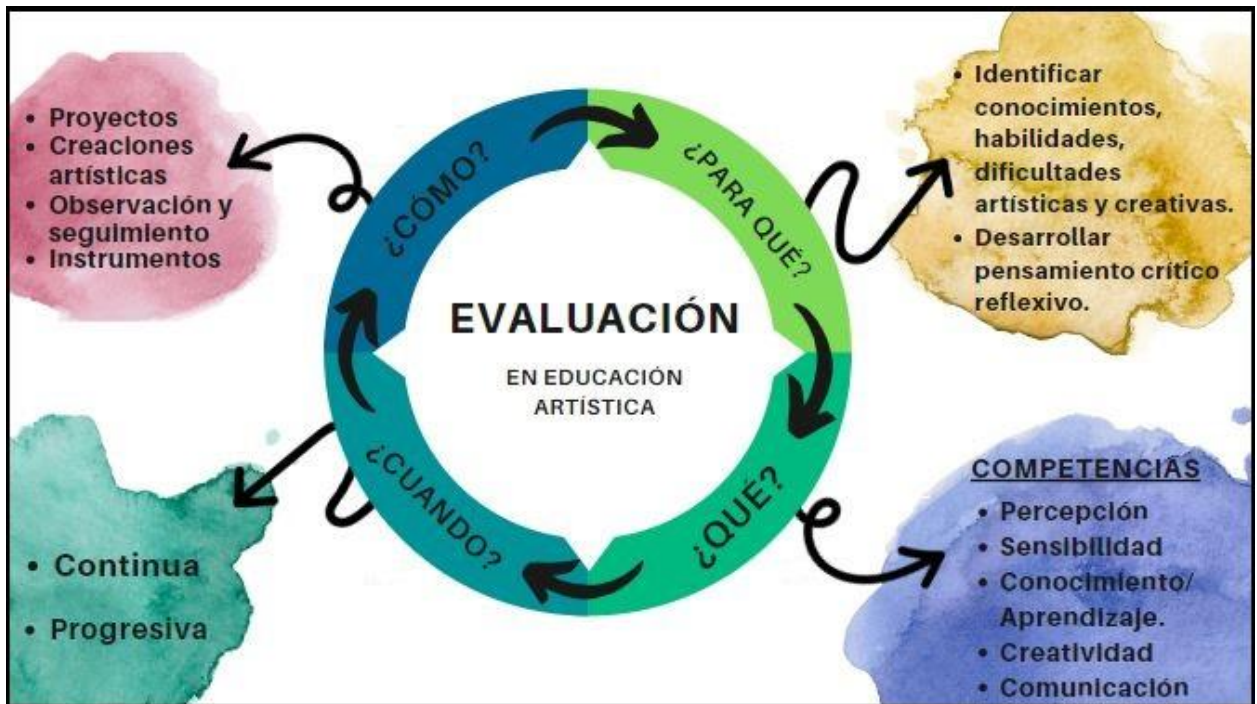 • Proyectos
• Creaciones
artísticas
• Observación y
seguimiento
• Instrumentos
¿CÓMO?
¿PARA QUÉ?
• Identificar
conocimientos,
habilidades,
dificultades
artísticas y creativas.
• Desarrollar
pensamiento crítico
reflexivo.
EVALUACIÓN
EN EDUCACIÓN
ARTÍSTICA
¿CUANDO?
¿QUÉ?
• Continua
• Progresiva
COMPETENCIAS
• Percepción
• Sensibilidad
• Conocimiento/
Aprendizaje.
• Creatividad
• Comunicación